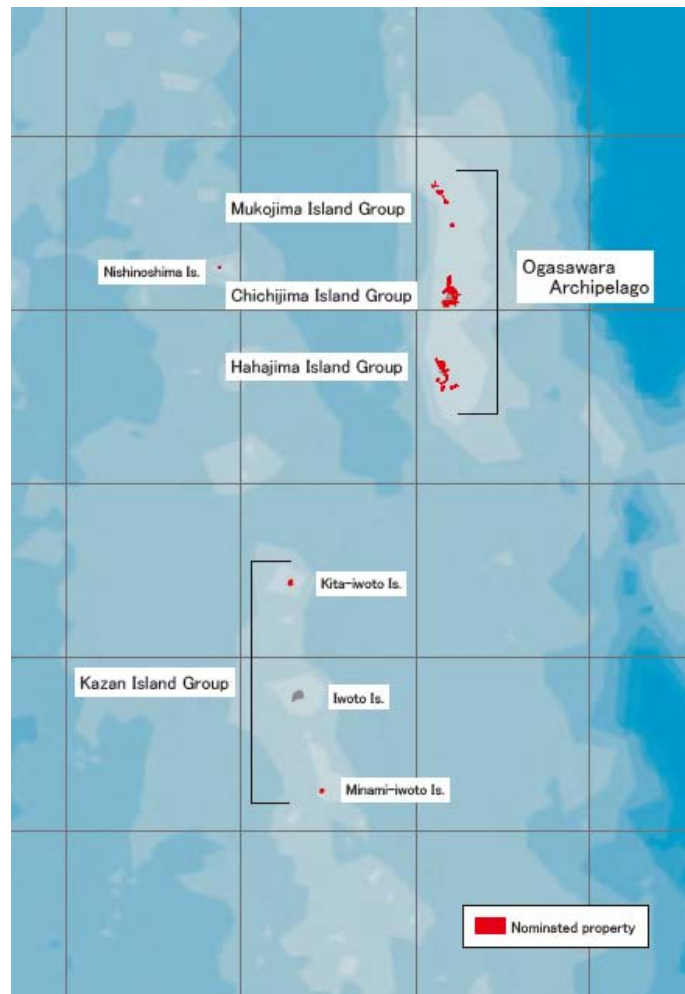 Mukojima Island Group
Nishinoshima Is.
Ogasawara
Archipelago
Chichijima Island Group
Hahajima Island Group
Kita-iwoto Is.
Kazan Island Group
Iwoto Is.
Minami-iwoto Is.
Nominated property